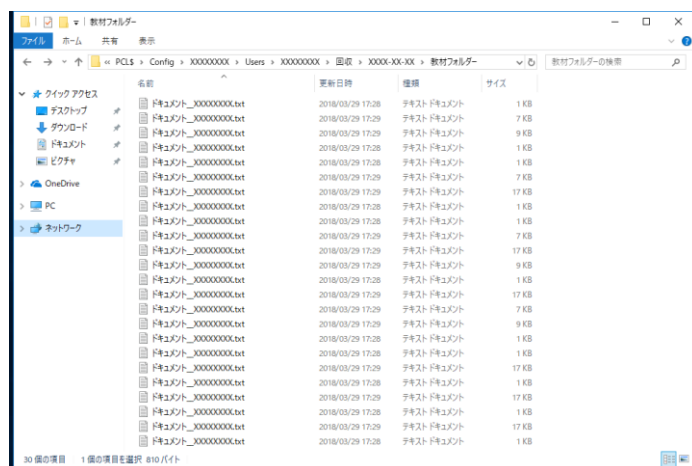 教材フォルダー
ファイル ホーム 共有 表示
« PCL$ › Config › XXXXXXXX › Users › XXXXXXXX › 回収 › XXXX-XX-XX › 教材フォルダー 教材フォルダーの検索
名前 更新日時 種類 サイズ
クイック アクセス
デスクトップ
ダウンロード
ドキュメント
ピクチャ
OneDrive
PC
ネットワーク
ドキュメント_XXXXXXXX.txt 2018/03/29 17:28 テキスト ドキュメント 1 KB
ドキュメント_XXXXXXXX.txt 2018/03/29 17:29 テキスト ドキュメント 7 KB
ドキュメント_XXXXXXXX.txt 2018/03/29 17:29 テキスト ドキュメント 9 KB
ドキュメント_XXXXXXXX.txt 2018/03/29 17:28 テキスト ドキュメント 1 KB
ドキュメント_XXXXXXXX.txt 2018/03/29 17:28 テキスト ドキュメント 1 KB
ドキュメント_XXXXXXXX.txt 2018/03/29 17:29 テキスト ドキュメント 7 KB
ドキュメント_XXXXXXXX.txt 2018/03/29 17:29 テキスト ドキュメント 17 KB
ドキュメント_XXXXXXXX.txt 2018/03/29 17:28 テキスト ドキュメント 1 KB
ドキュメント_XXXXXXXX.txt 2018/03/29 17:28 テキスト ドキュメント 1 KB
ドキュメント_XXXXXXXX.txt 2018/03/29 17:29 テキスト ドキュメント 7 KB
ドキュメント_XXXXXXXX.txt 2018/03/29 17:29 テキスト ドキュメント 17 KB
ドキュメント_XXXXXXXX.txt 2018/03/29 17:29 テキスト ドキュメント 9 KB
ドキュメント_XXXXXXXX.txt 2018/03/29 17:28 テキスト ドキュメント 1 KB
ドキュメント_XXXXXXXX.txt 2018/03/29 17:29 テキスト ドキュメント 17 KB
ドキュメント_XXXXXXXX.txt 2018/03/29 17:29 テキスト ドキュメント 7 KB
ドキュメント_XXXXXXXX.txt 2018/03/29 17:29 テキスト ドキュメント 9 KB
ドキュメント_XXXXXXXX.txt 2018/03/29 17:28 テキスト ドキュメント 1 KB
ドキュメント_XXXXXXXX.txt 2018/03/29 17:28 テキスト ドキュメント 1 KB
ドキュメント_XXXXXXXX.txt 2018/03/29 17:29 テキスト ドキュメント 17 KB
ドキュメント_XXXXXXXX.txt 2018/03/29 17:28 テキスト ドキュメント 1 KB
ドキュメント_XXXXXXXX.txt 2018/03/29 17:29 テキスト ドキュメント 17 KB
ドキュメント_XXXXXXXX.txt 2018/03/29 17:29 テキスト ドキュメント 17 KB
ドキュメント_XXXXXXXX.txt 2018/03/29 17:28 テキスト ドキュメント 1 KB
30 個の項目 1 個の項目を選択 810 バイト